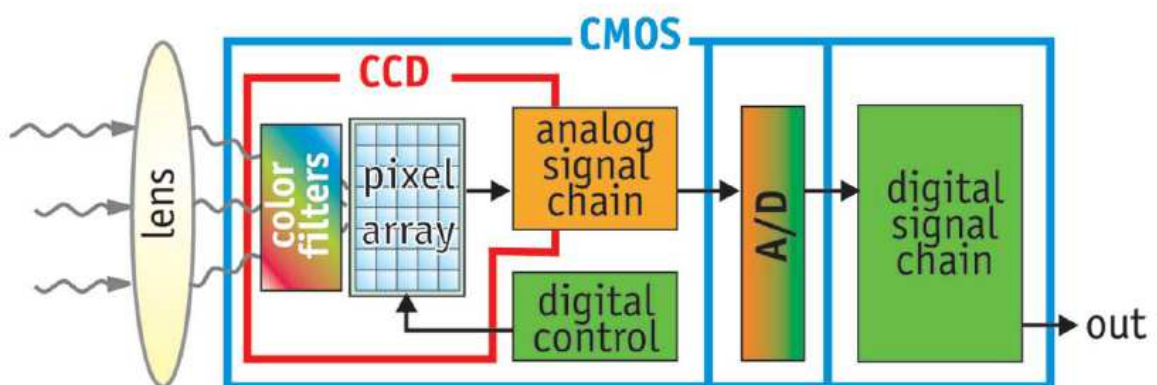 CMOS
CCD
lens
color
filters
pixel
array
analog
signal
chain
digital
control
A/D
digital
signal
chain
out